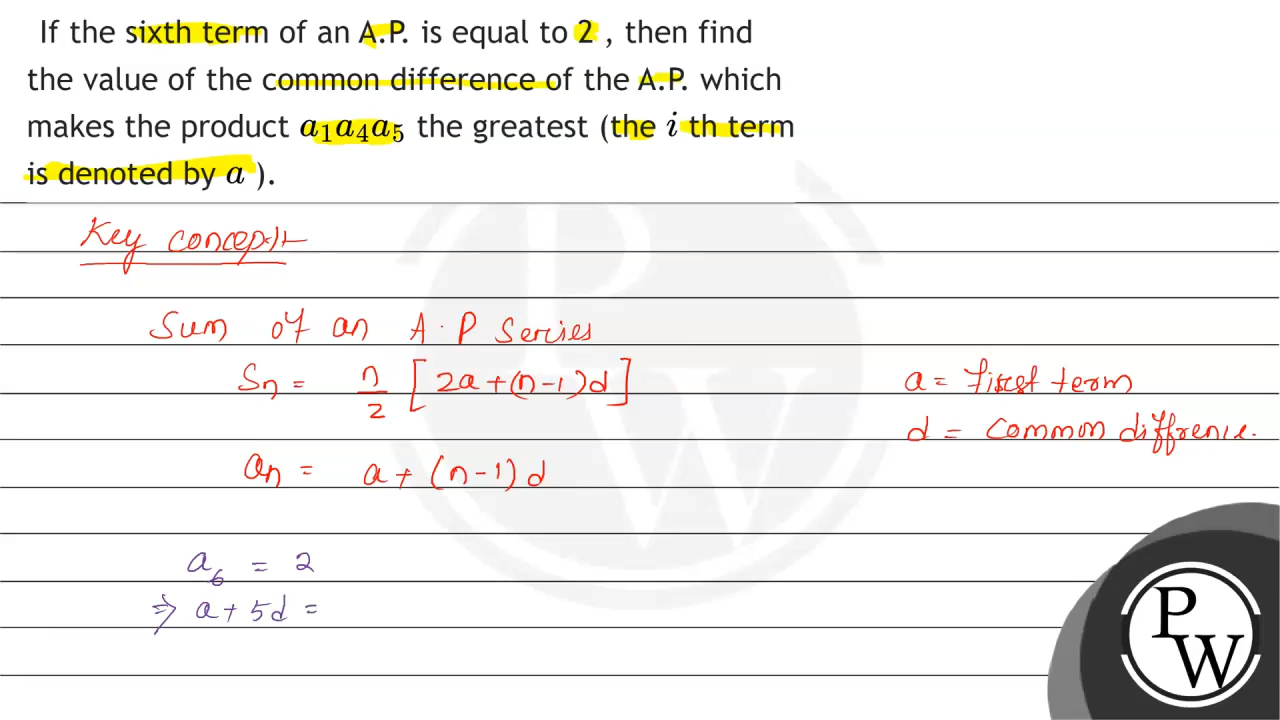 If the sixth term of an A.P. is equal to 2 , then find
the value of the common difference of the A.P. which
makes the product a₁a₄a₅ the greatest (the i th term
is denoted by a ).
Key concept
Sum of an A.P Series
Sₙ = n/2 [2a+(n-1)d]
a = first term
d = common diffrence.
aₙ = a + (n-1) d
a₆ = 2
⇒ a + 5d =
P
W
P
W